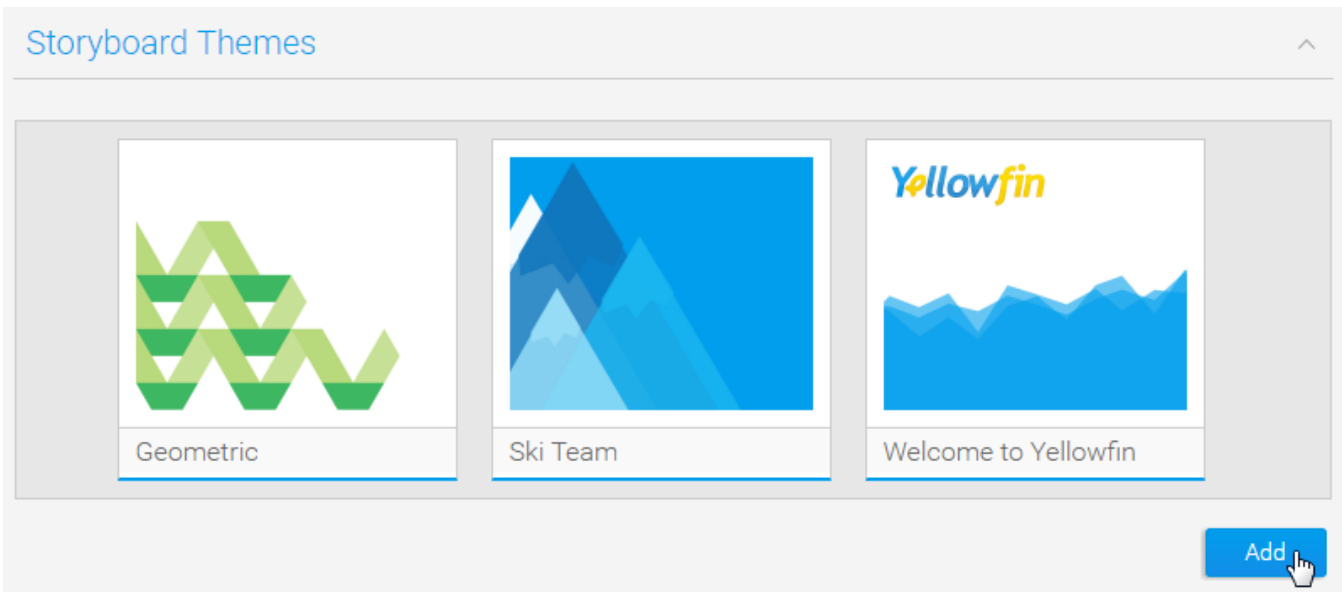 Storyboard Themes
Yellowfin
Geometric
Ski Team
Welcome to Yellowfin
Add